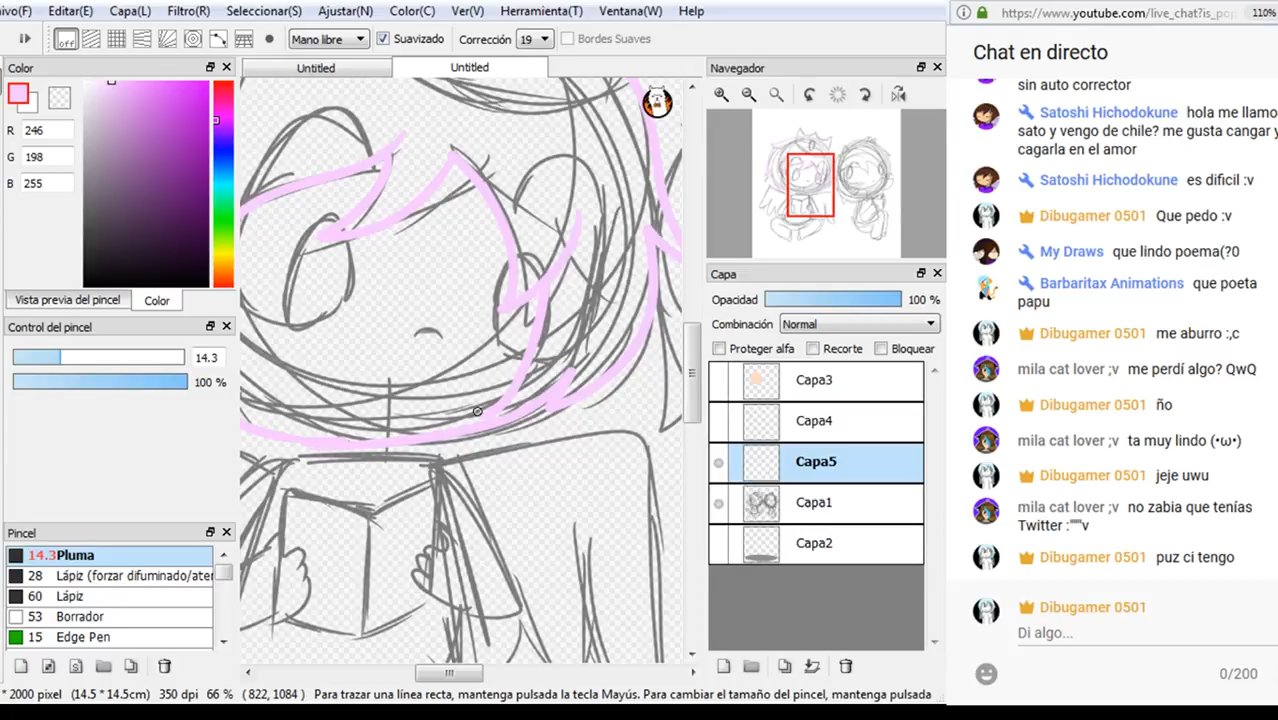 ivo(F) Editar(E) Capa(L) Filtro(R) Seleccionar(S) Ajustar(N) Color(C) Ver(V) Herramienta(T) Ventana(W) Help
off Mano libre Suavizado Corrección 19 Bordes Suaves
Color
R 246
G 198
B 255
Vista previa del pincel Color
Control del pincel
14.3
100 %
Pincel
14.3 Pluma
28 Lápiz (forzar difuminado/ater
60 Lápiz
53 Borrador
15 Edge Pen
Untitled Untitled
Navegador
Capa
Opacidad 100 %
Combinación Normal
Proteger alfa Recorte Bloquear
Capa3
Capa4
Capa5
Capa1
Capa2
* 2000 pixel (14.5 * 14.5cm) 350 dpi 66 % (822, 1084) Para trazar una línea recta, mantenga pulsada la tecla Mayús. Para cambiar el tamaño del pincel, mantenga pulsada
https://www.youtube.com/live_chat?is_pop 110%
Chat en directo
sin auto corrector
Satoshi Hichodokune hola me llamo
sato y vengo de chile? me gusta cangar y
cagarla en el amor
Satoshi Hichodokune es dificil :v
Dibugamer 0501 Que pedo :v
My Draws que lindo poema(?0
Barbaritax Animations que poeta
papu
Dibugamer 0501 me aburro :,c
mila cat lover ;v me perdí algo? QwQ
Dibugamer 0501 ño
mila cat lover ;v ta muy lindo (•ω•)
Dibugamer 0501 jeje uwu
mila cat lover ;v no zabia que tenías
Twitter :"""v
Dibugamer 0501 puz ci tengo
Dibugamer 0501
Di algo...
0/200